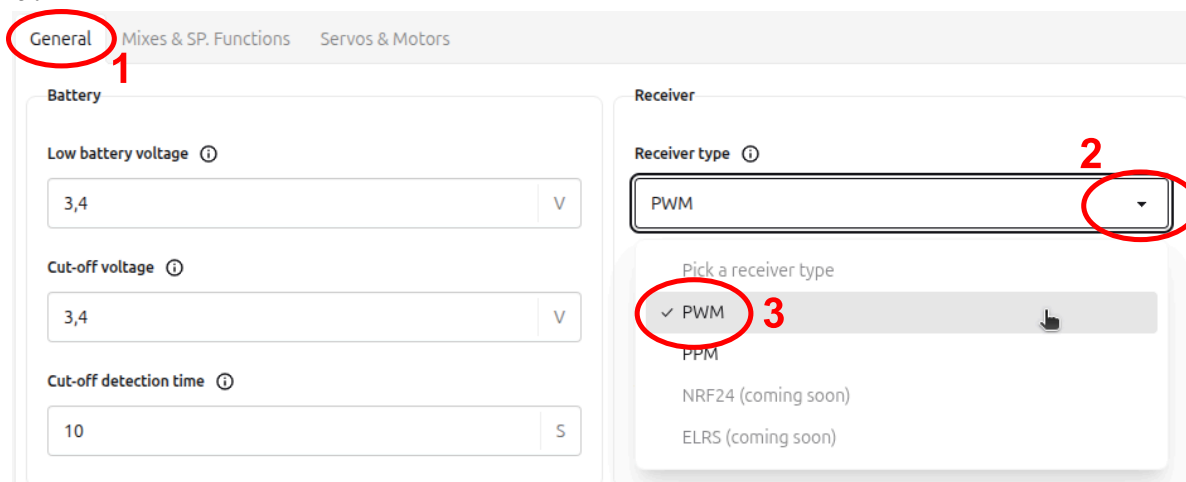 General Mixes & SP. Functions Servos & Motors
1
Battery
Low battery voltage
3,4 V
Cut-off voltage
3,4 V
Cut-off detection time
10 S
Receiver
Receiver type
2
PWM
Pick a receiver type
PWM 3
PPM
NRF24 (coming soon)
ELRS (coming soon)